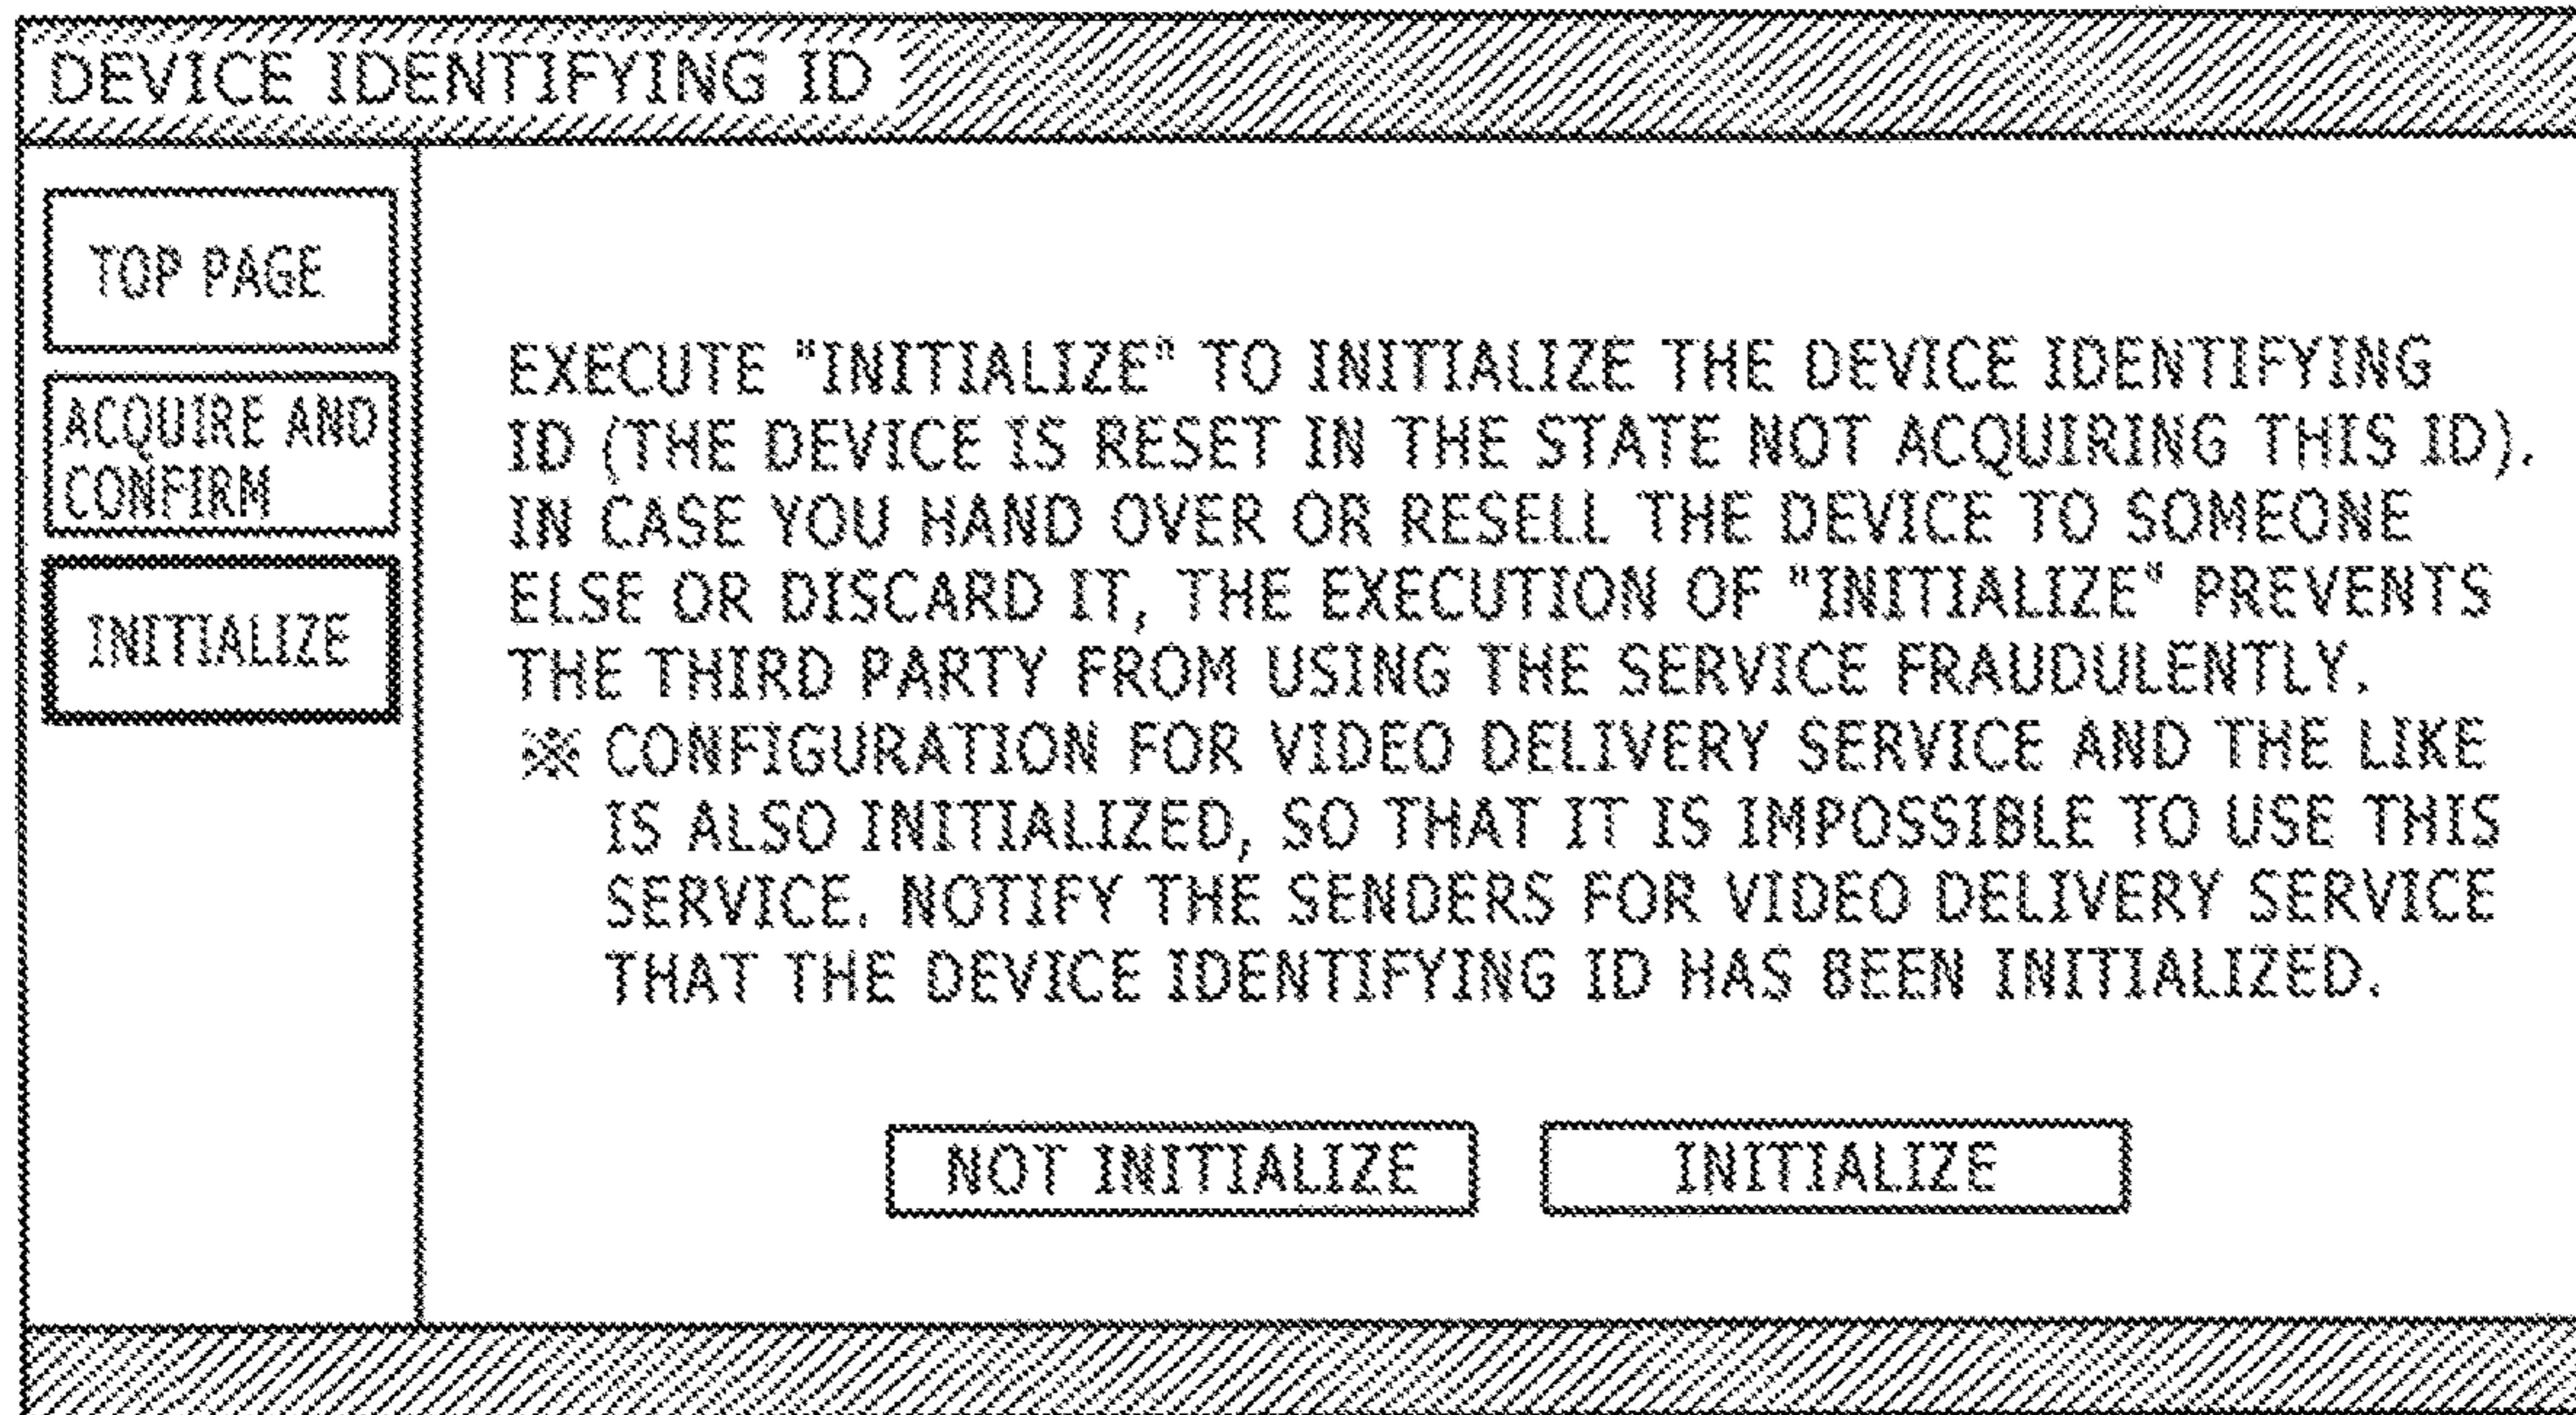 DEVICE IDENTIFYING ID
TOP PAGE
ACQUIRE AND
CONFIRM
INITIALIZE
EXECUTE "INITIALIZE" TO INITIALIZE THE DEVICE IDENTIFYING
ID (THE DEVICE IS RESET IN THE STATE NOT ACQUIRING THIS ID).
IN CASE YOU HAND OVER OR RESELL THE DEVICE TO SOMEONE
ELSE OR DISCARD IT, THE EXECUTION OF "INITIALIZE" PREVENTS
THE THIRD PARTY FROM USING THE SERVICE FRAUDULENTLY.
※ CONFIGURATION FOR VIDEO DELIVERY SERVICE AND THE LIKE
IS ALSO INITIALIZED, SO THAT IT IS IMPOSSIBLE TO USE THIS
SERVICE. NOTIFY THE SENDERS FOR VIDEO DELIVERY SERVICE
THAT THE DEVICE IDENTIFYING ID HAS BEEN INITIALIZED.
NOT INITIALIZE
INITIALIZE